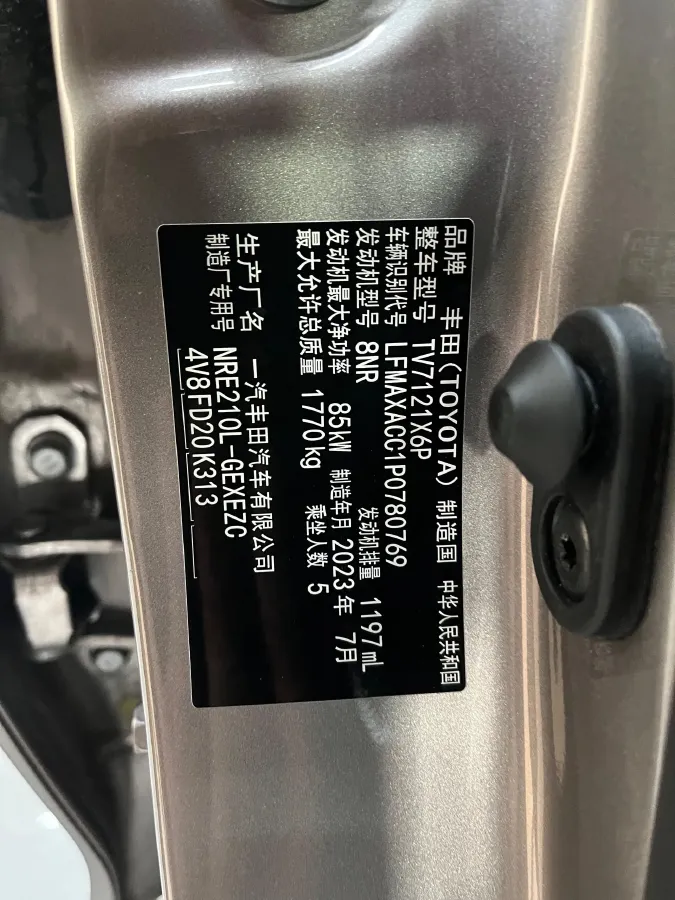 品牌 丰田(TOYOTA) 制造国 中华人民共和国
整车型号 TV7121X6P
车辆识别代号 LFMAXACC1P0780769
发动机型号 8NR 发动机排量 1197mL
发动机最大净功率 85kW 制造年月 2023年 7月
最大允许总质量 1770kg 乘坐人数 5
生产厂名 一汽丰田汽车有限公司
制造厂专用号 NRE210L-GEXEZC
4V8FD20K313